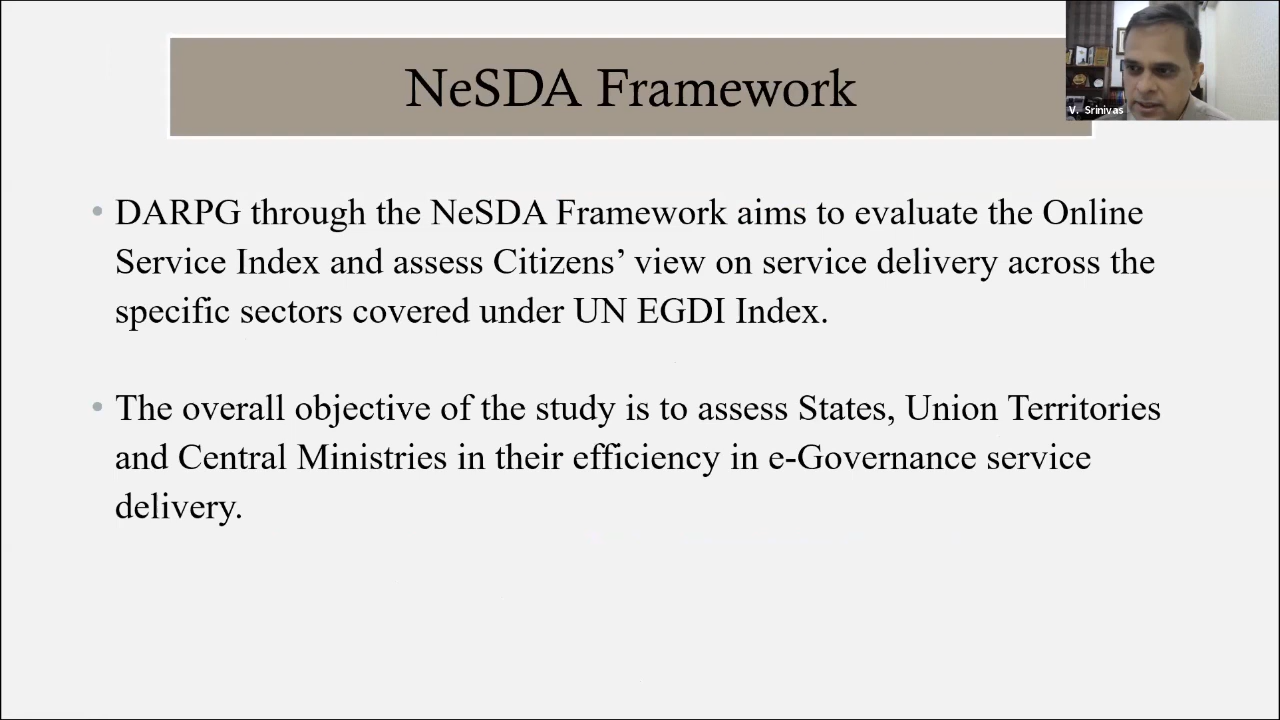 NeSDA Framework
V. Srinivas
• DARPG through the NeSDA Framework aims to evaluate the Online
Service Index and assess Citizens’ view on service delivery across the
specific sectors covered under UN EGDI Index.
• The overall objective of the study is to assess States, Union Territories
and Central Ministries in their efficiency in e-Governance service
delivery.